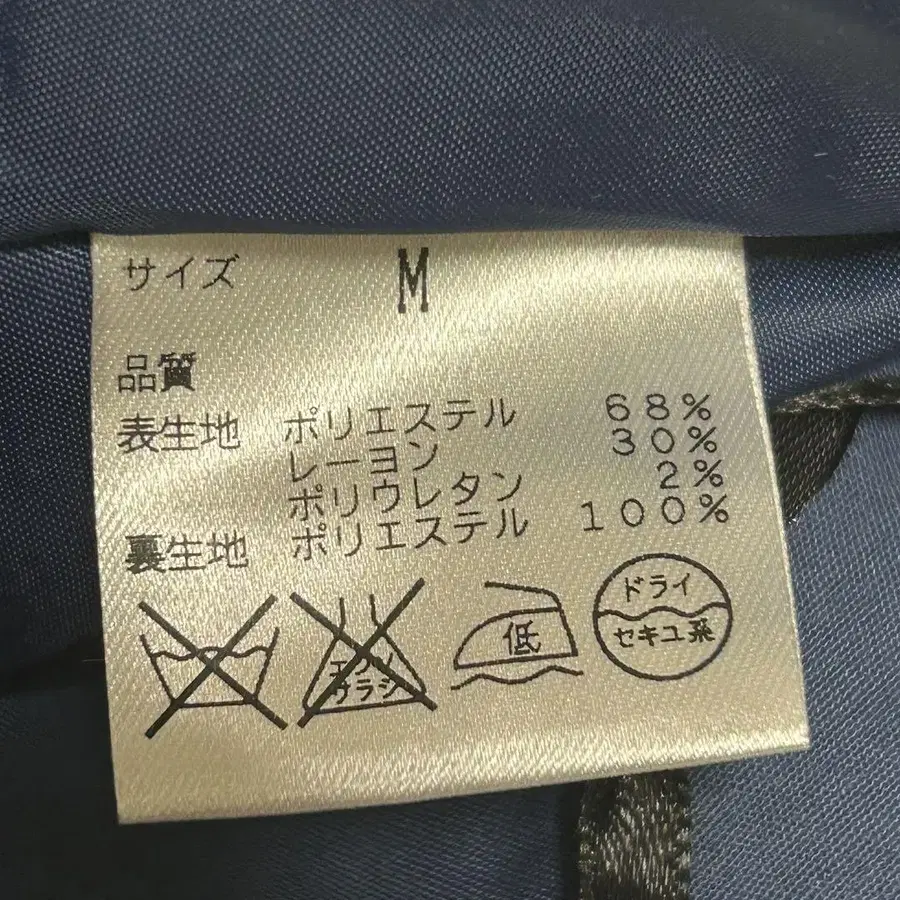 サイズ M
品質
表生地 ポリエステル 68%
レーヨン 30%
ポリウレタン 2%
裏生地 ポリエステル 100%
エンソ
ウラシ
低
ドライ
セキユ系